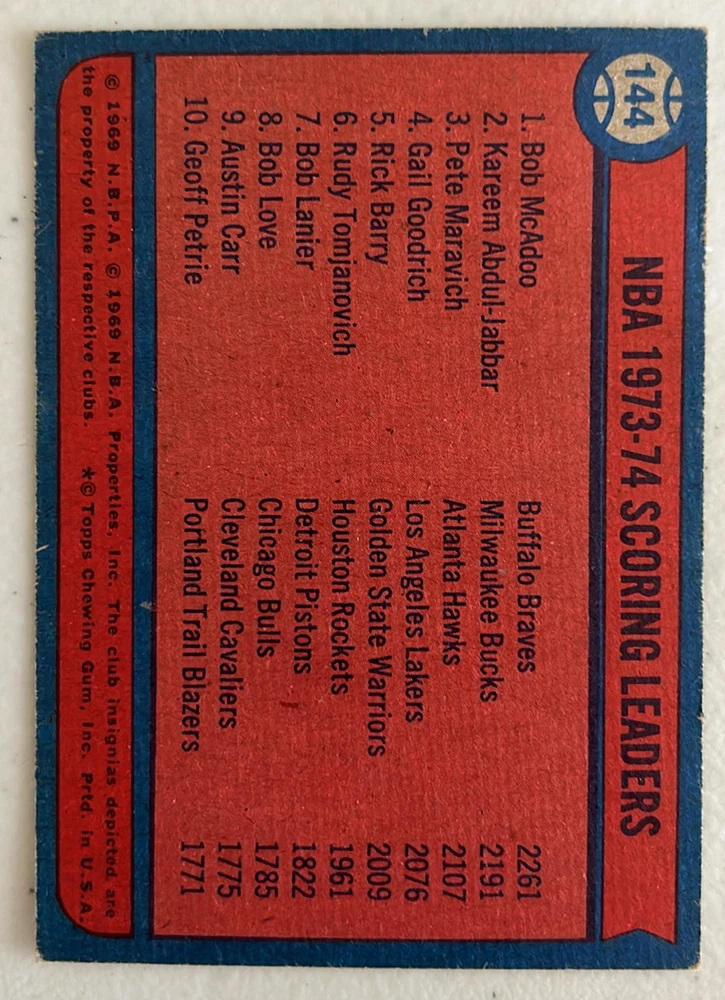 144
NBA 1973-74 SCORING LEADERS
1. Bob McAdoo Buffalo Braves 2261
2. Kareem Abdul-Jabbar Milwaukee Bucks 2191
3. Pete Maravich Atlanta Hawks 2107
4. Gail Goodrich Los Angeles Lakers 2076
5. Rick Barry Golden State Warriors 2009
6. Rudy Tomjanovich Houston Rockets 1961
7. Bob Lanier Detroit Pistons 1822
8. Bob Love Chicago Bulls 1785
9. Austin Carr Cleveland Cavaliers 1775
10. Geoff Petrie Portland Trail Blazers 1771
© 1969 N.B.P.A. © 1969 N.B.A. Properties, Inc. The club insignias depicted are
the property of the respective clubs. *© Topps Chewing Gum, Inc. Prtd. in U.S.A.